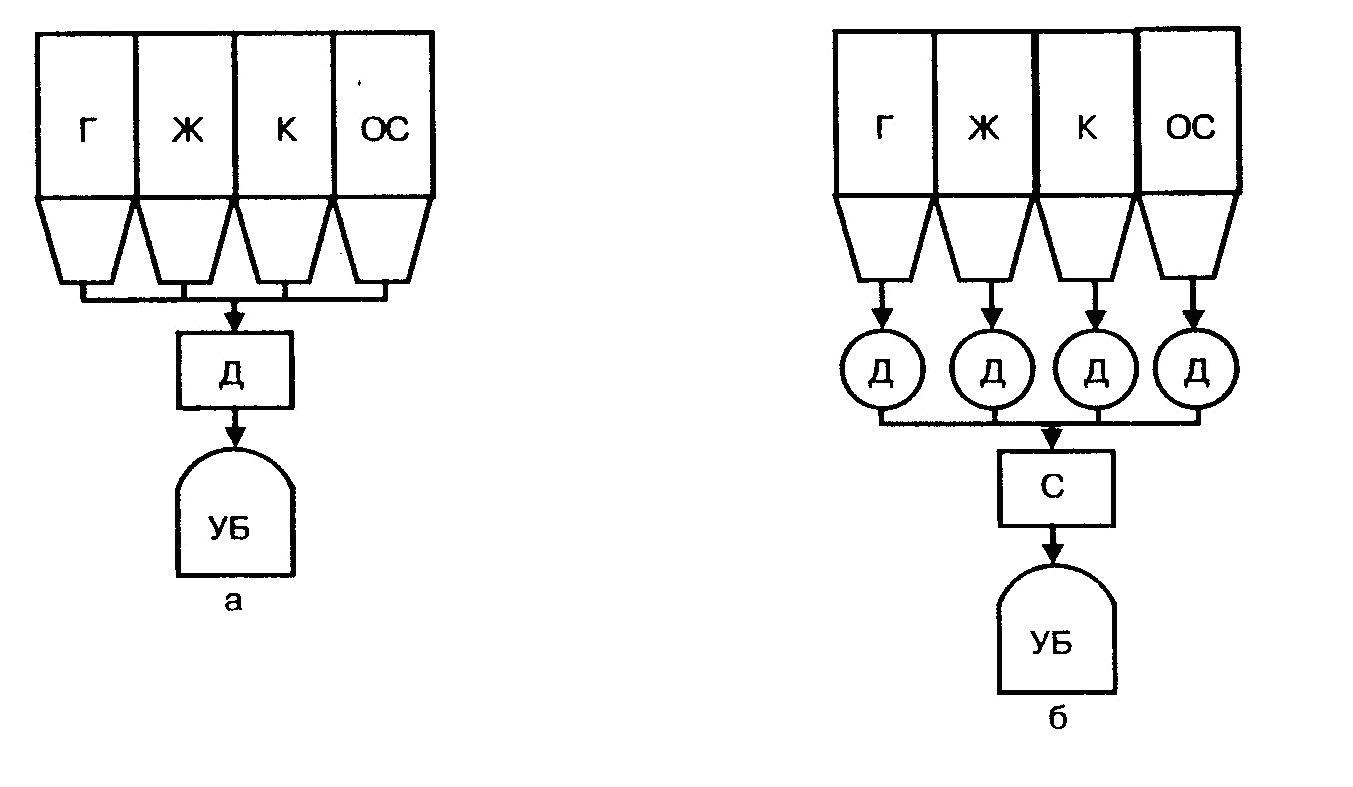 Г Ж К ОС
Д
УБ
а
Г Ж К ОС
Д Д Д Д
С
УБ
б